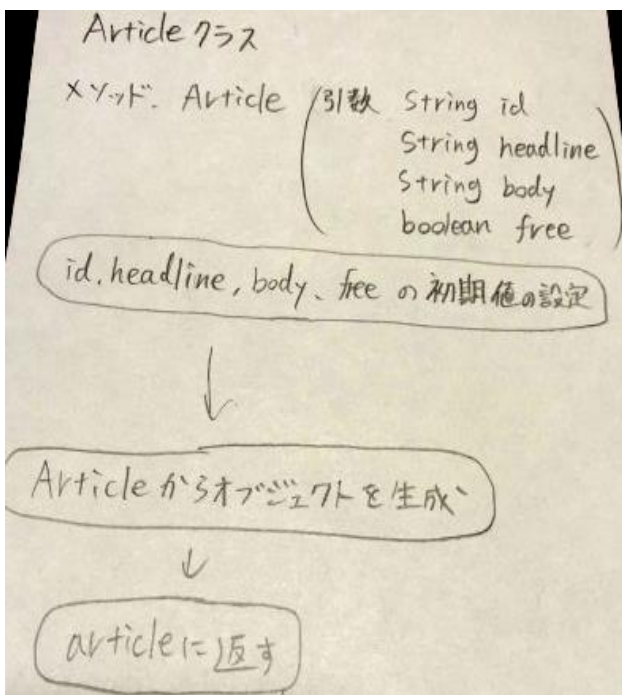 Articleクラス
メソッド. Article (引数 String id
String headline
String body
boolean free)
id, headline, body、free の初期値の設定
↓
Articleからオブジェクトを生成
↓
articleに返す